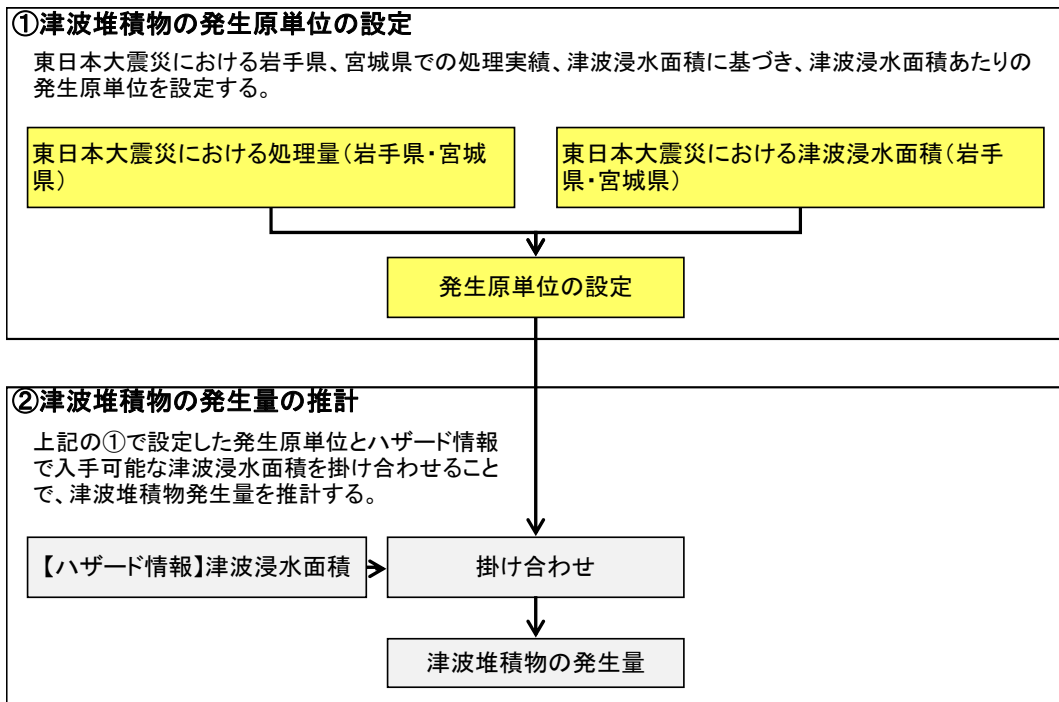 ①津波堆積物の発生原単位の設定
東日本大震災における岩手県、宮城県での処理実績、津波浸水面積に基づき、津波浸水面積あたりの
発生原単位を設定する。
東日本大震災における処理量（岩手県・宮城
県）
東日本大震災における津波浸水面積（岩手
県・宮城県）
発生原単位の設定
②津波堆積物の発生量の推計
上記の①で設定した発生原単位とハザード情報
で入手可能な津波浸水面積を掛け合わせること
で、津波堆積物発生量を推計する。
【ハザード情報】津波浸水面積
掛け合わせ
津波堆積物の発生量